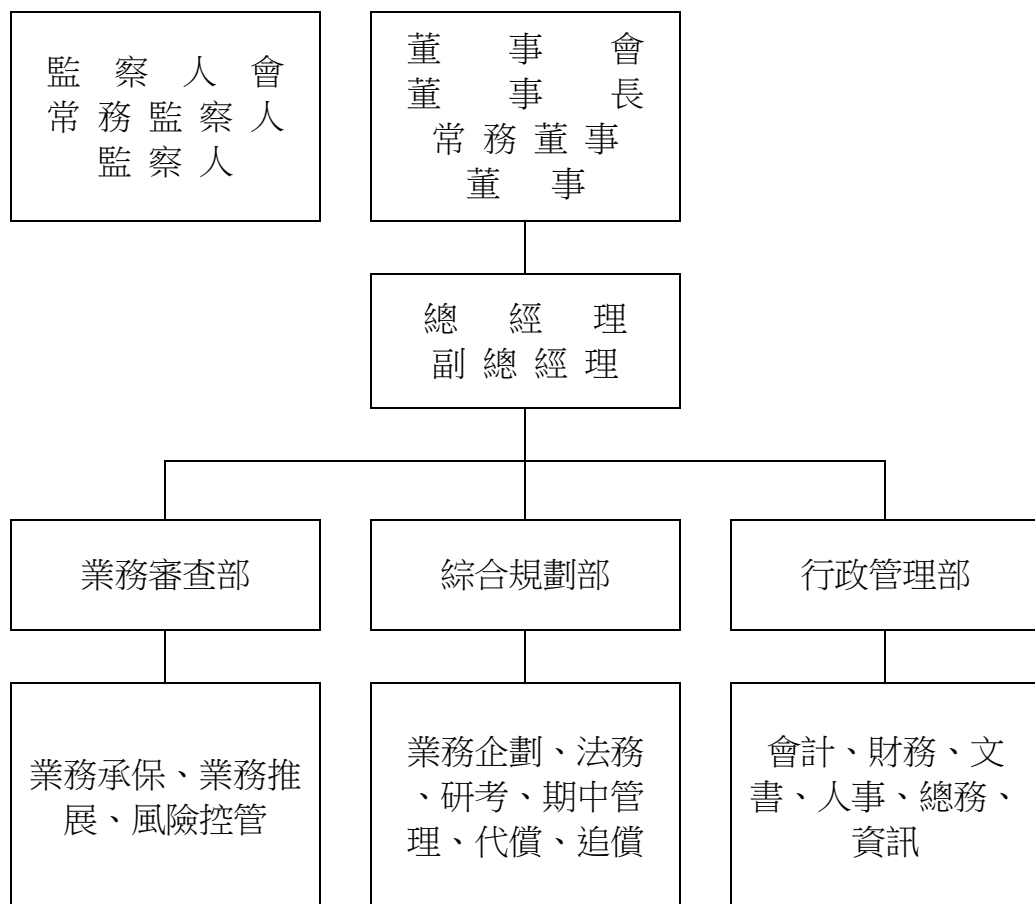 監察人會
常務監察人
監察人
董事會
董事長
常務董事
董事
總經理
副總經理
業務審查部
綜合規劃部
行政管理部
業務承保、業務推
展、風險控管
業務企劃、法務
、研考、期中管
理、代償、追償
會計、財務、文
書、人事、總務、
資訊